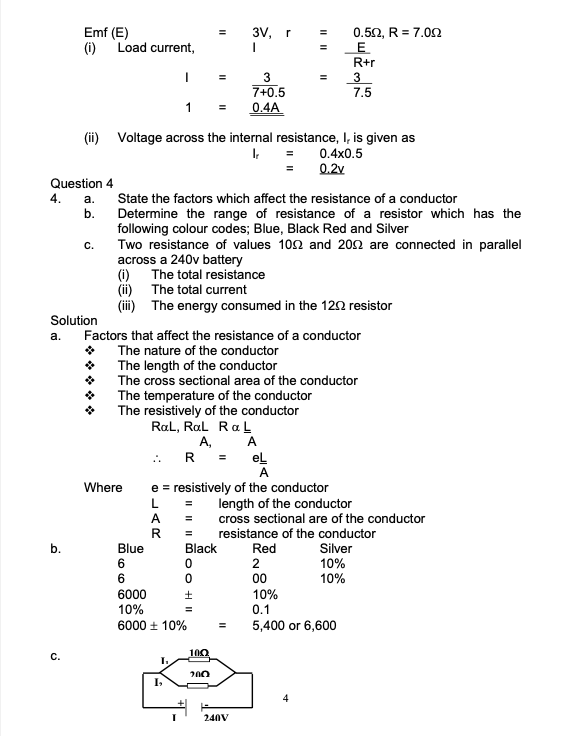 Emf (E) = 3V, r = 0.5Ω, R = 7.0Ω
(i) Load current, I = E
R+r
I = 3 = 3
7+0.5 7.5
1 = 0.4A
(ii) Voltage across the internal resistance, I, is given as
Ir = 0.4x0.5
= 0.2v
Question 4
4. a. State the factors which affect the resistance of a conductor
b. Determine the range of resistance of a resistor which has the
following colour codes; Blue, Black Red and Silver
c. Two resistance of values 10Ω and 20Ω are connected in parallel
across a 240v battery
(i) The total resistance
(ii) The total current
(iii) The energy consumed in the 12Ω resistor
Solution
a. Factors that affect the resistance of a conductor
❖ The nature of the conductor
❖ The length of the conductor
❖ The cross sectional area of the conductor
❖ The temperature of the conductor
❖ The resistively of the conductor
RαL, RαL R α L
A, A
∴ R = eL
A
Where e = resistively of the conductor
L = length of the conductor
A = cross sectional are of the conductor
R = resistance of the conductor
b. Blue Black Red Silver
6 0 2 10%
6 0 00 10%
6000 ± 10%
10% = 0.1
6000 ± 10% = 5,400 or 6,600
c. 10Ω
I₁
20Ω
I₂
+ -
I 240V
4